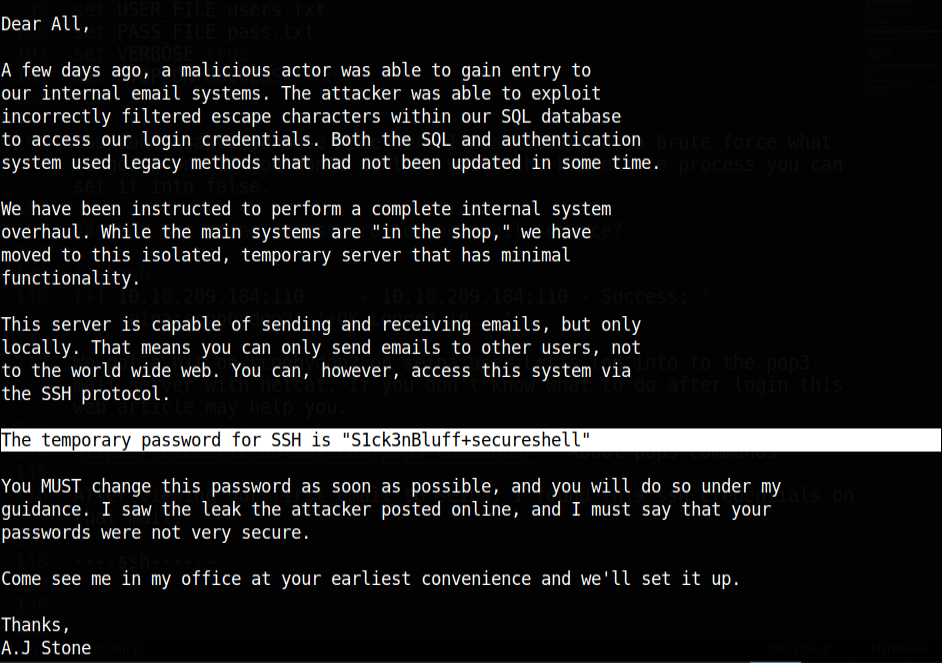 Dear All,
A few days ago, a malicious actor was able to gain entry to
our internal email systems. The attacker was able to exploit
incorrectly filtered escape characters within our SQL database
to access our login credentials. Both the SQL and authentication
system used legacy methods that had not been updated in some time.
We have been instructed to perform a complete internal system
overhaul. While the main systems are "in the shop," we have
moved to this isolated, temporary server that has minimal
functionality.
This server is capable of sending and receiving emails, but only
locally. That means you can only send emails to other users, not
to the world wide web. You can, however, access this system via
the SSH protocol.
The temporary password for SSH is "S1ck3nBluff+secureshell"
You MUST change this password as soon as possible, and you will do so under my
guidance. I saw the leak the attacker posted online, and I must say that your
passwords were not very secure.
Come see me in my office at your earliest convenience and we'll set it up.
Thanks,
A.J Stone